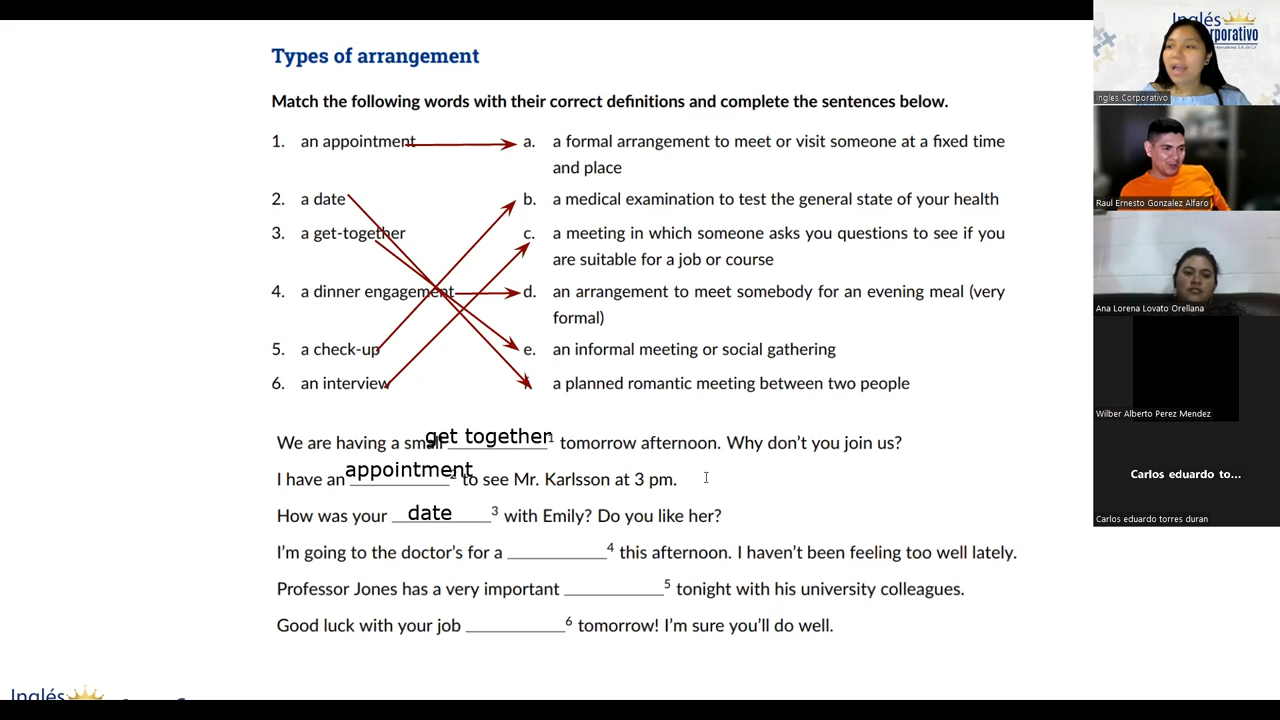 Types of arrangement
Match the following words with their correct definitions and complete the sentences below.
1. an appointment
a. a formal arrangement to meet or visit someone at a fixed time
and place
2. a date
b. a medical examination to test the general state of your health
3. a get-together
c. a meeting in which someone asks you questions to see if you
are suitable for a job or course
4. a dinner engagement
d. an arrangement to meet somebody for an evening meal (very
formal)
5. a check-up
e. an informal meeting or social gathering
6. an interview
a planned romantic meeting between two people
We are having a small get together 1 tomorrow afternoon. Why don't you join us?
I have an appointment 2 to see Mr. Karlsson at 3 pm.
How was your date 3 with Emily? Do you like her?
I'm going to the doctor's for a __________ 4 this afternoon. I haven't been feeling too well lately.
Professor Jones has a very important __________ 5 tonight with his university colleagues.
Good luck with your job __________ 6 tomorrow! I'm sure you'll do well.
Inglés
Inglés
Corporativo
Ingles Corporativo
Raul Ernesto Gonzalez Alfaro
Ana Lorena Lovato Orellana
Wilber Alberto Perez Mendez
Carlos eduardo to...
Carlos eduardo torres duran